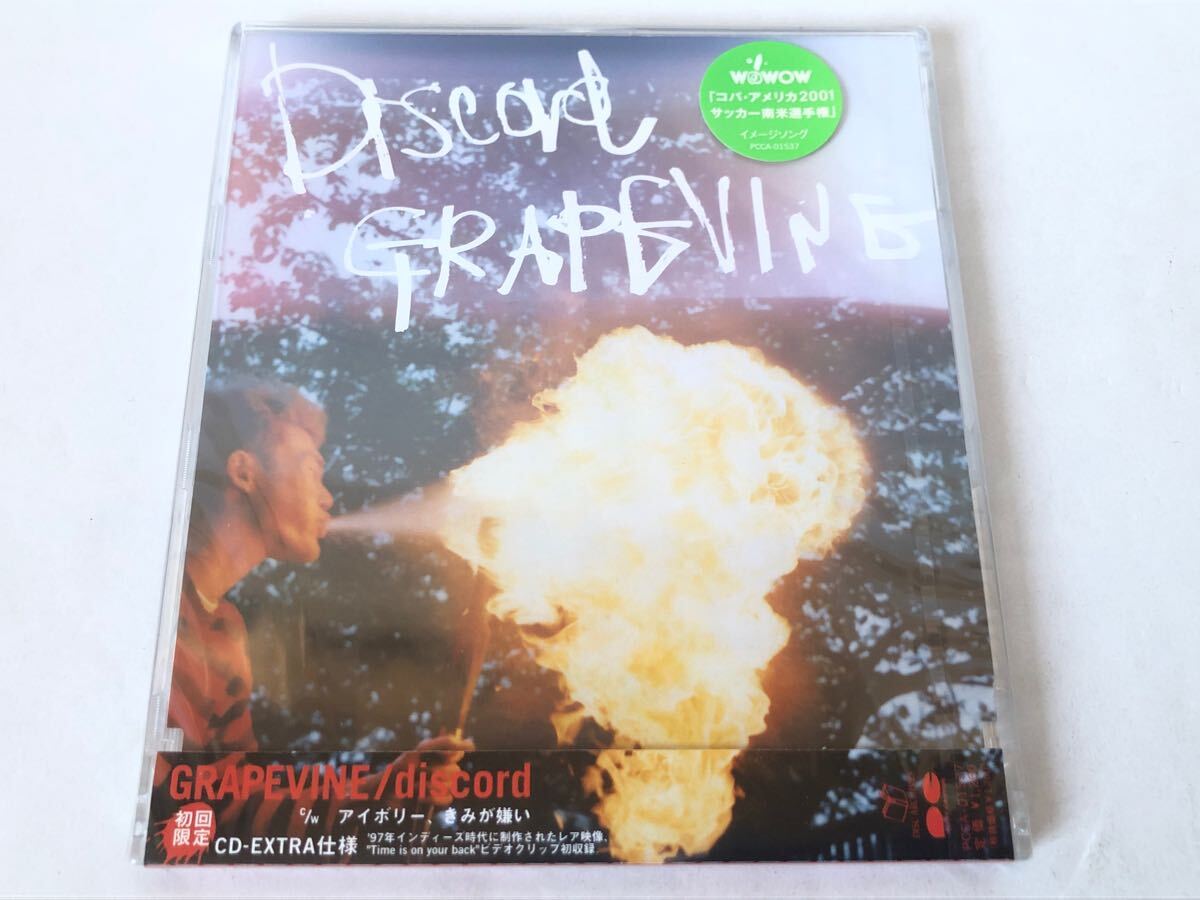 Discord
GRAPEVINE
WOWOW
「コパ・アメリカ2001
サッカー南米選手権」
イメージソング
PCCA-01537
GRAPEVINE/discord
c/w アイボリー、きみが嫌い
初回
限定
CD-EXTRA仕様
'97年インディーズ時代に制作されたレア映像、
"Time is on your back"ビデオクリップ初収録